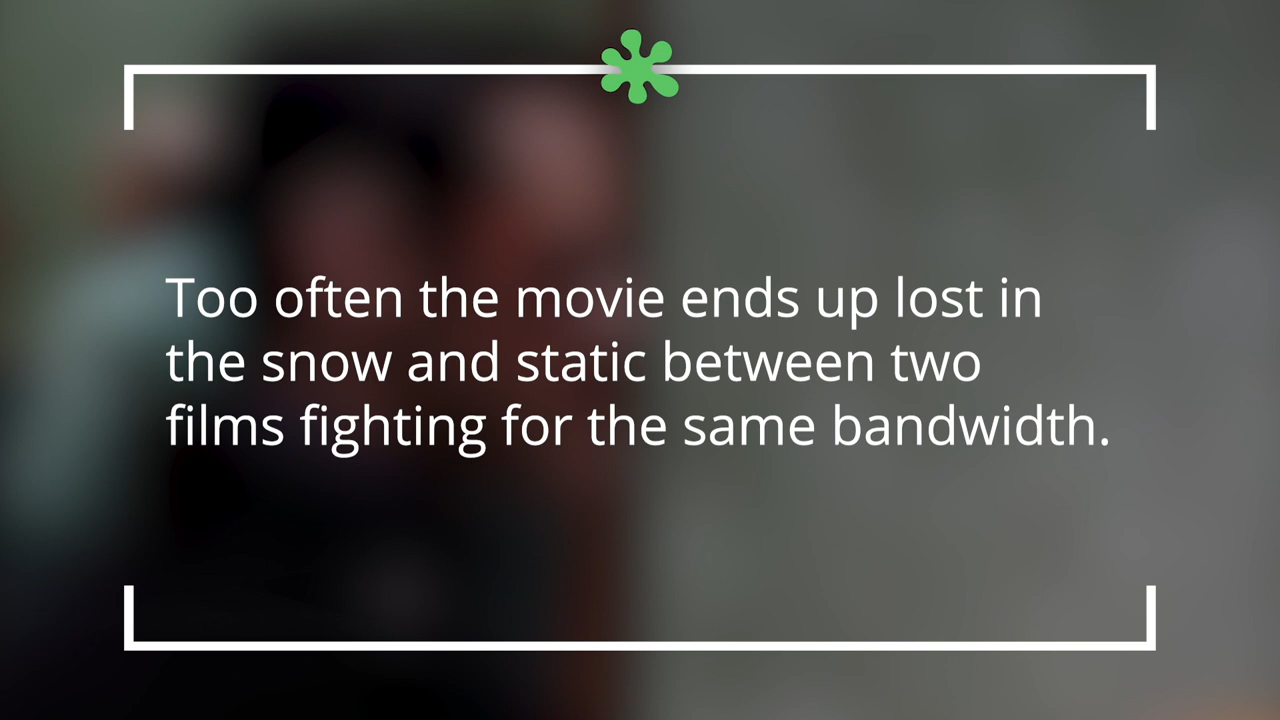 Too often the movie ends up lost in
the snow and static between two
films fighting for the same bandwidth.